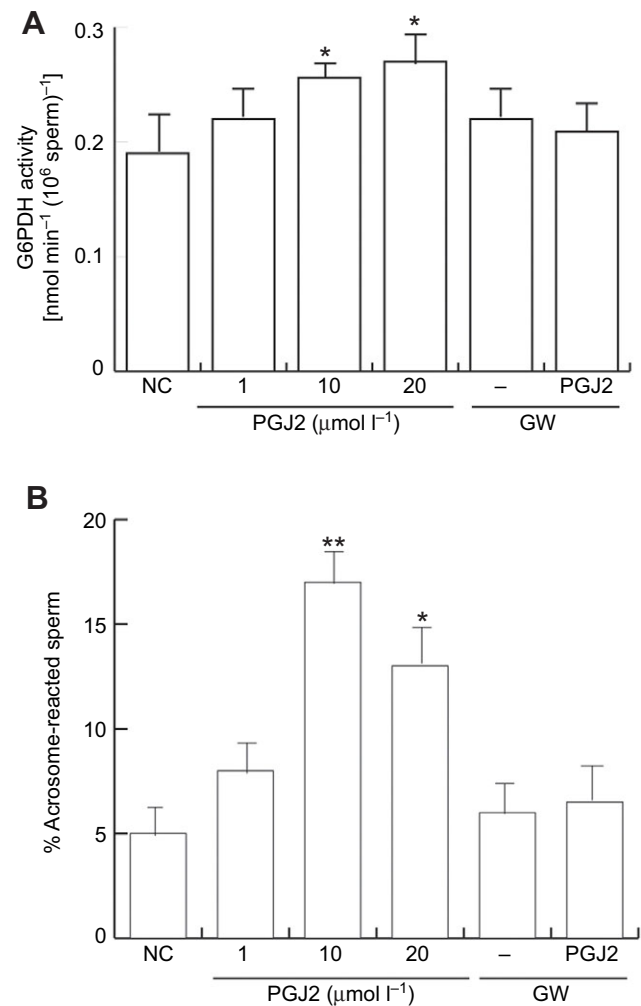 A
G6PDH activity
[nmol min⁻¹ (10⁶ sperm)⁻¹]
0.3
0.2
0.1
0
*
*
NC 1 10 20 – PGJ2
PGJ2 (μmol l⁻¹) GW
B
% Acrosome-reacted sperm
20
15
10
5
0
**
*
NC 1 10 20 – PGJ2
PGJ2 (μmol l⁻¹) GW